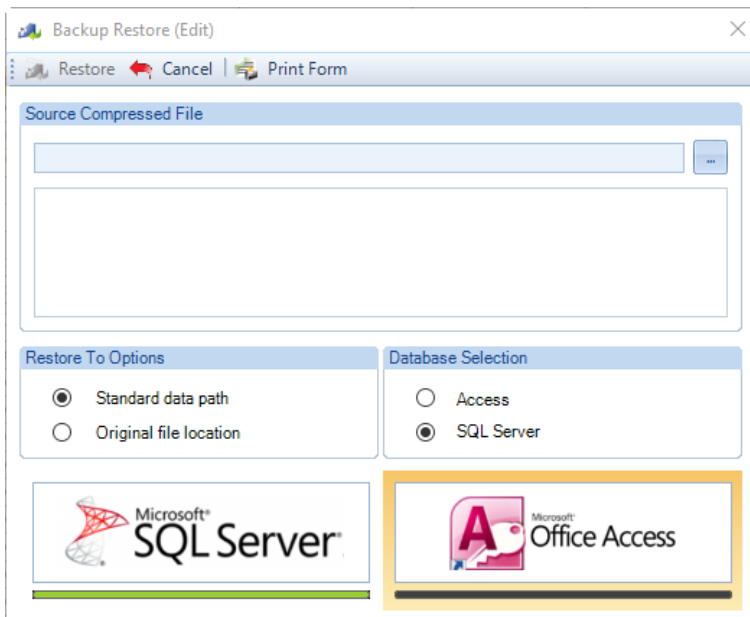 Backup Restore (Edit)
Restore Cancel Print Form
Source Compressed File
...
Restore To Options
Standard data path
Original file location
Database Selection
Access
SQL Server
Microsoft®
SQL Server®
A
Microsoft®
Office Access